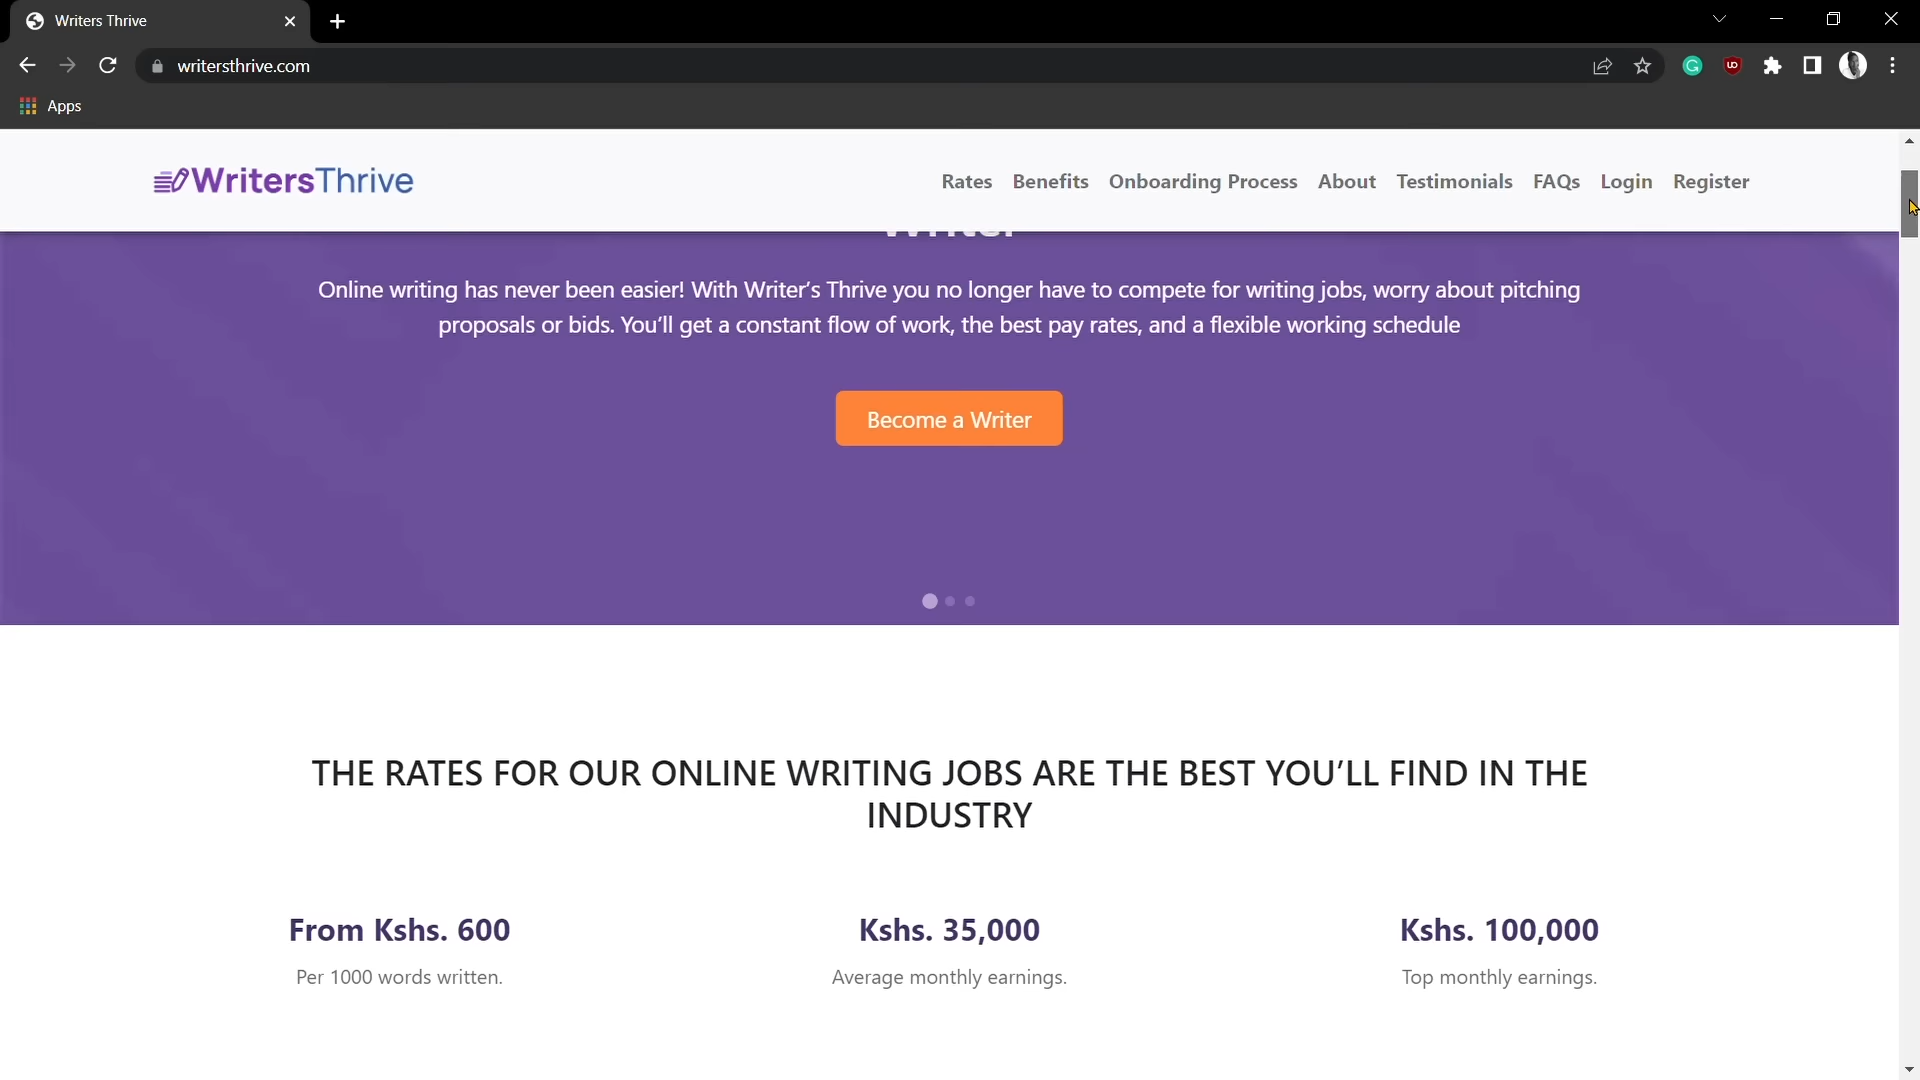 Writers Thrive
writersthrive.com
Apps
WritersThrive
Rates Benefits Onboarding Process About Testimonials FAQs Login Register
Online writing has never been easier! With Writer’s Thrive you no longer have to compete for writing jobs, worry about pitching
proposals or bids. You’ll get a constant flow of work, the best pay rates, and a flexible working schedule
Become a Writer
THE RATES FOR OUR ONLINE WRITING JOBS ARE THE BEST YOU’LL FIND IN THE
INDUSTRY
From Kshs. 600
Per 1000 words written.
Kshs. 35,000
Average monthly earnings.
Kshs. 100,000
Top monthly earnings.